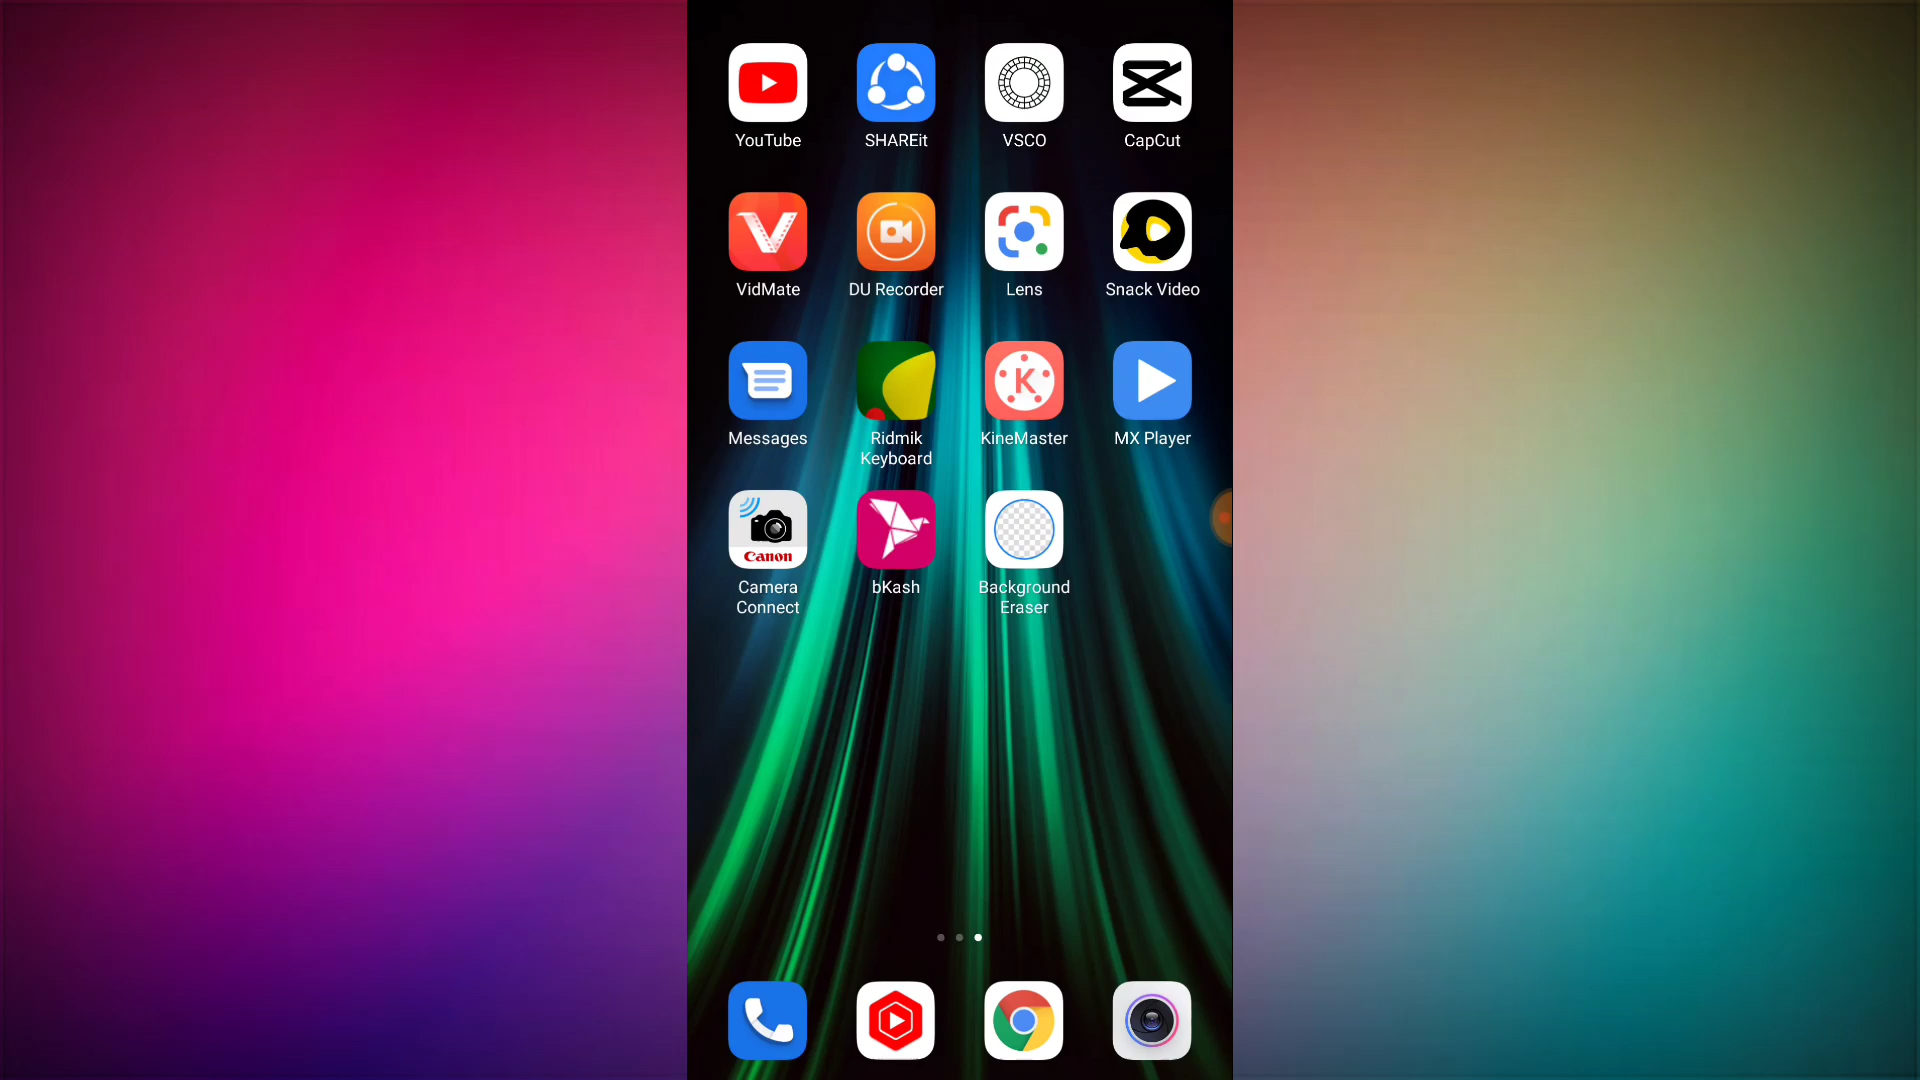 YouTube
SHAREit
VSCO
CapCut
VidMate
DU Recorder
Lens
Snack Video
Messages
Ridmik
Keyboard
K
KineMaster
MX Player
Canon
Camera
Connect
bKash
Background
Eraser